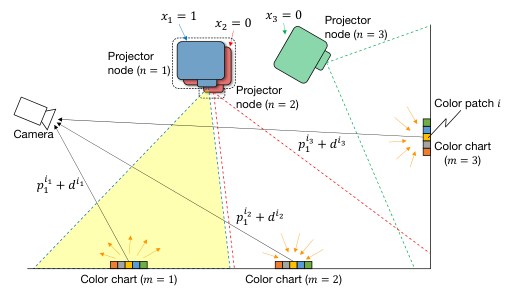 x₁ = 1
x₂ = 0
x₃ = 0
Projector
node (n = 3)
Projector
node (n = 1)
Projector
node (n = 2)
Color patch i
Camera
p₁^{i₃} + d^{i₃}
Color chart
(m = 3)
p₁^{i₁} + d^{i₁}
p₁^{i₂} + d^{i₂}
Color chart (m = 1)
Color chart (m = 2)